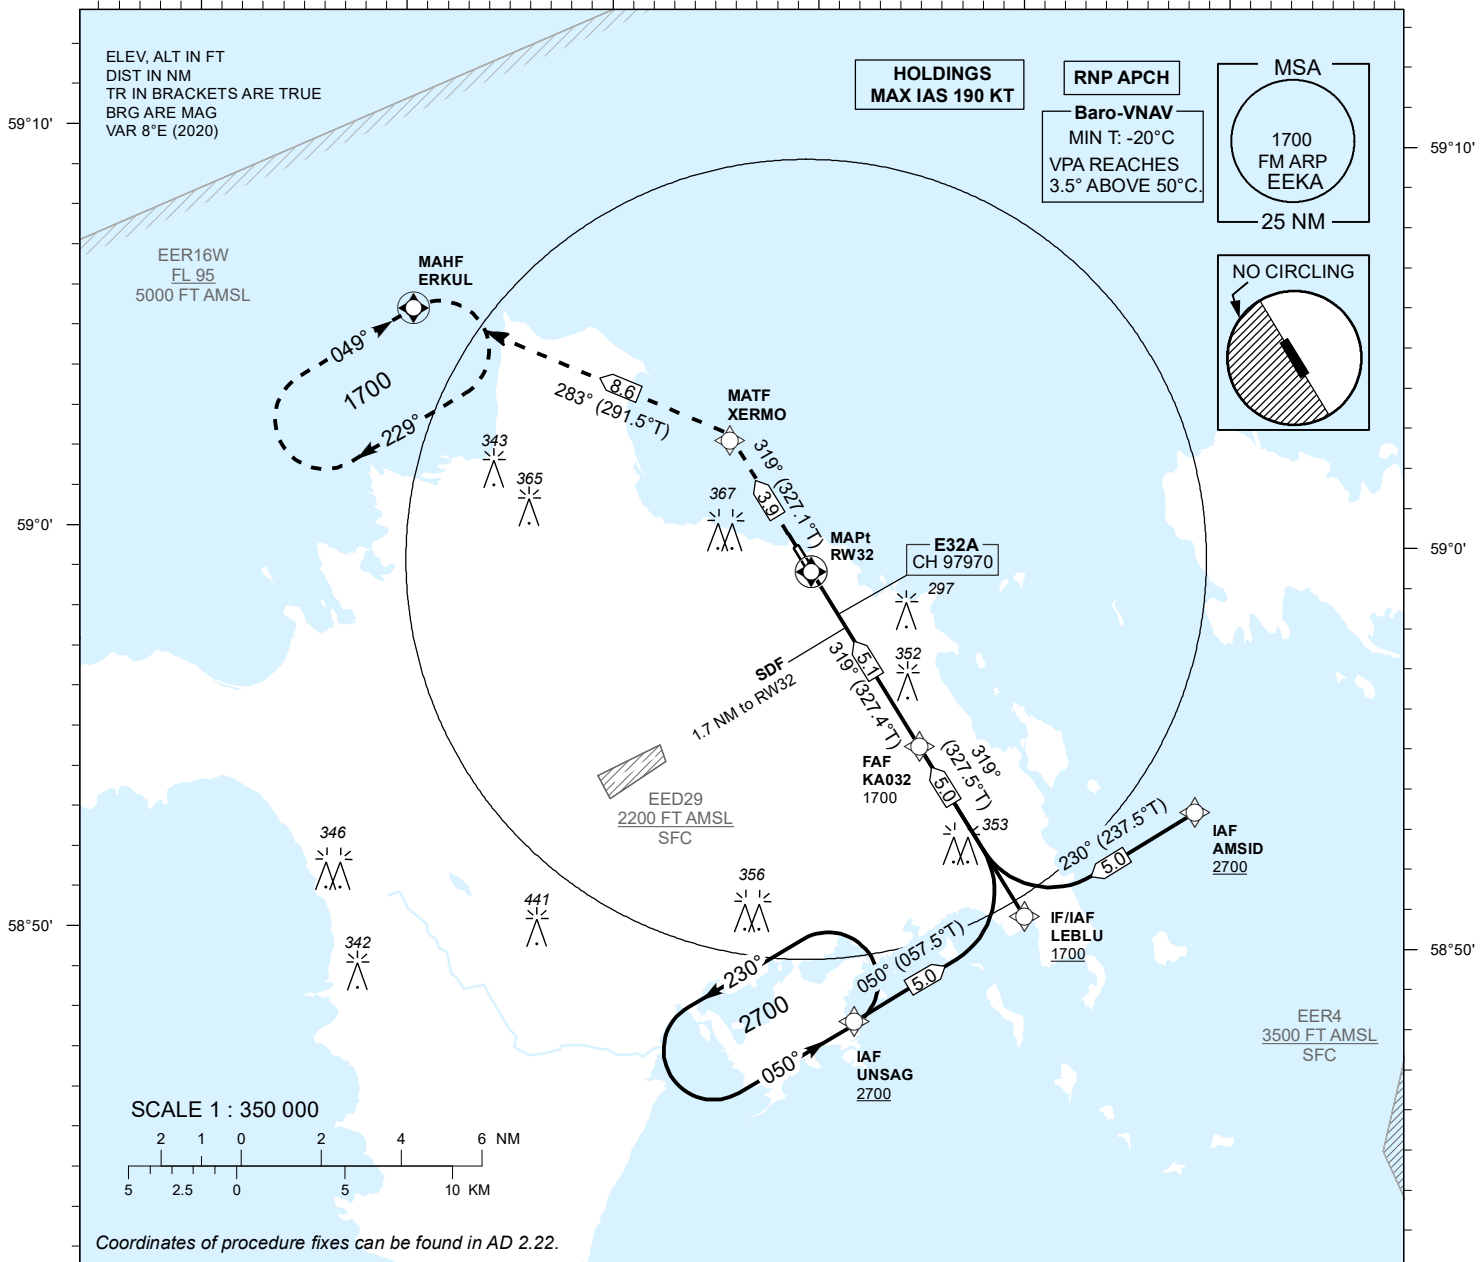 ELEV, ALT IN FT
DIST IN NM
TR IN BRACKETS ARE TRUE
BRG ARE MAG
VAR 8°E (2020)
HOLDINGS
MAX IAS 190 KT
RNP APCH
Baro-VNAV
MIN T: -20°C
VPA REACHES
3.5° ABOVE 50°C.
MSA
1700
FM ARP
EEKA
25 NM
NO CIRCLING
59°10'
59°10'
EER16W
FL 95
5000 FT AMSL
MAHF
ERKUL
049°
1700
229°
8.6
283° (291.5°T)
MATF
XERMO
319° (327.1°T)
3.9
343
365
367
59°0'
59°0'
MAPt
RW32
E32A
CH 97970
297
352
SDF
1.7 NM to RW32
5.1
319° (327.4°T)
FAF
KA032
1700
319°
(327.5°T)
5.0
EED29
2200 FT AMSL
SFC
353
230° (237.5°T)
5.0
IAF
AMSID
2700
346
356
441
342
58°50'
58°50'
IF/IAF
LEBLU
1700
050° (057.5°T)
5.0
230°
2700
050°
IAF
UNSAG
2700
EER4
3500 FT AMSL
SFC
SCALE 1 : 350 000
2 1 0 2 4 6 NM
5 2.5 0 5 10 KM
Coordinates of procedure fixes can be found in AD 2.22.